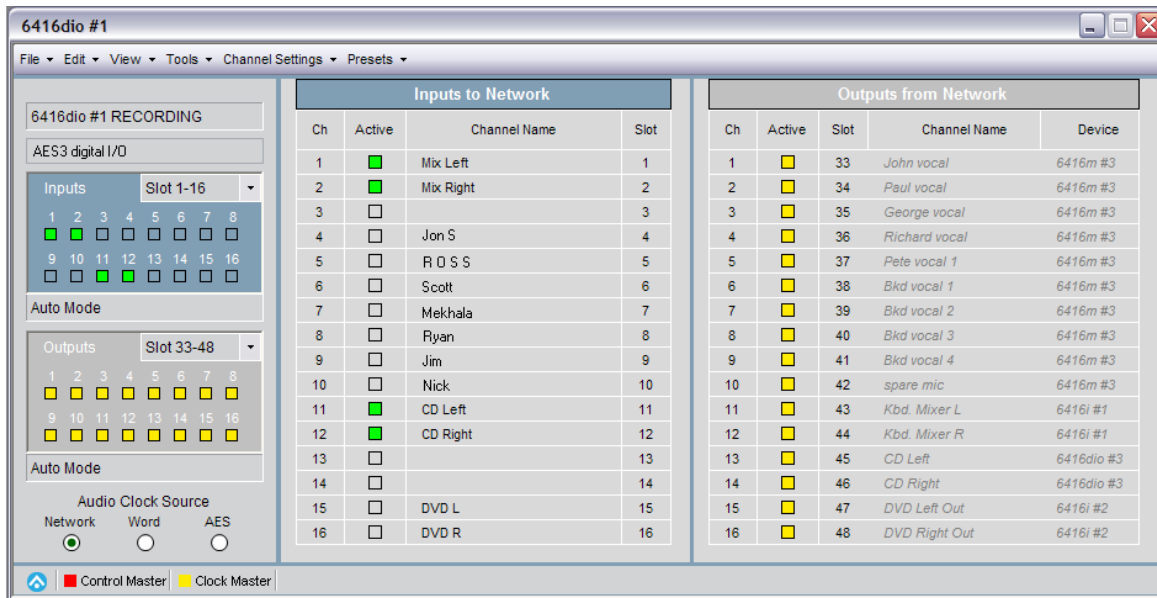 6416dio #1
File Edit View Tools Channel Settings Presets
6416dio #1 RECORDING
AES3 digital I/O
Inputs Slot 1-16
1 2 3 4 5 6 7 8
9 10 11 12 13 14 15 16
Auto Mode
Outputs Slot 33-48
1 2 3 4 5 6 7 8
9 10 11 12 13 14 15 16
Auto Mode
Audio Clock Source
Network Word AES
Inputs to Network
Ch Active Channel Name Slot
1 Mix Left 1
2 Mix Right 2
3 3
4 Jon S 4
5 R O S S 5
6 Scott 6
7 Mekhala 7
8 Ryan 8
9 Jim 9
10 Nick 10
11 CD Left 11
12 CD Right 12
13 13
14 14
15 DVD L 15
16 DVD R 16
Outputs from Network
Ch Active Slot Channel Name Device
1 33 John vocal 6416m #3
2 34 Paul vocal 6416m #3
3 35 George vocal 6416m #3
4 36 Richard vocal 6416m #3
5 37 Pete vocal 1 6416m #3
6 38 Bkd vocal 1 6416m #3
7 39 Bkd vocal 2 6416m #3
8 40 Bkd vocal 3 6416m #3
9 41 Bkd vocal 4 6416m #3
10 42 spare mic 6416m #3
11 43 Kbd. Mixer L 6416i #1
12 44 Kbd. Mixer R 6416i #1
13 45 CD Left 6416dio #3
14 46 CD Right 6416dio #3
15 47 DVD Left Out 6416i #2
16 48 DVD Right Out 6416i #2
Control Master Clock Master